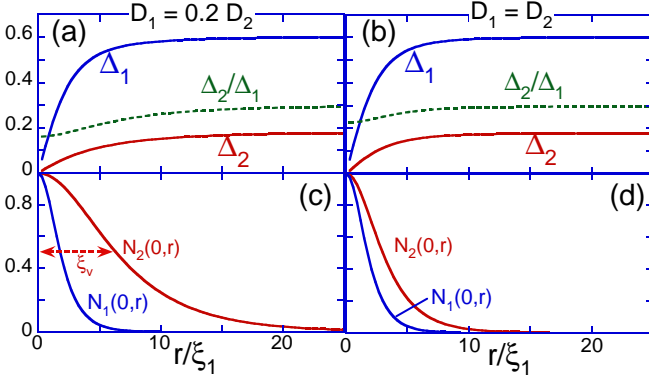 D₁ = 0.2 D₂
D₁ = D₂
(a)
(b)
0.6
0.4
0.2
0
Δ₁
Δ₂/Δ₁
Δ₂
Δ₁
Δ₂/Δ₁
Δ₂
(c)
(d)
0.8
0.4
0
N₂(0,r)
ξᵥ
N₁(0,r)
N₂(0,r)
N₁(0,r)
0 10 20
0 10 20
r/ξ₁
r/ξ₁